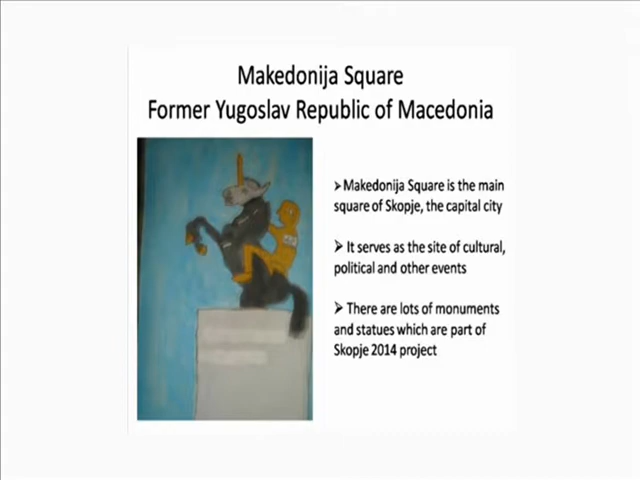 Makedonija Square
Former Yugoslav Republic of Macedonia
➢Makedonija Square is the main
square of Skopje, the capital city
➢ It serves as the site of cultural,
political and other events
➢ There are lots of monuments
and statues which are part of
Skopje 2014 project